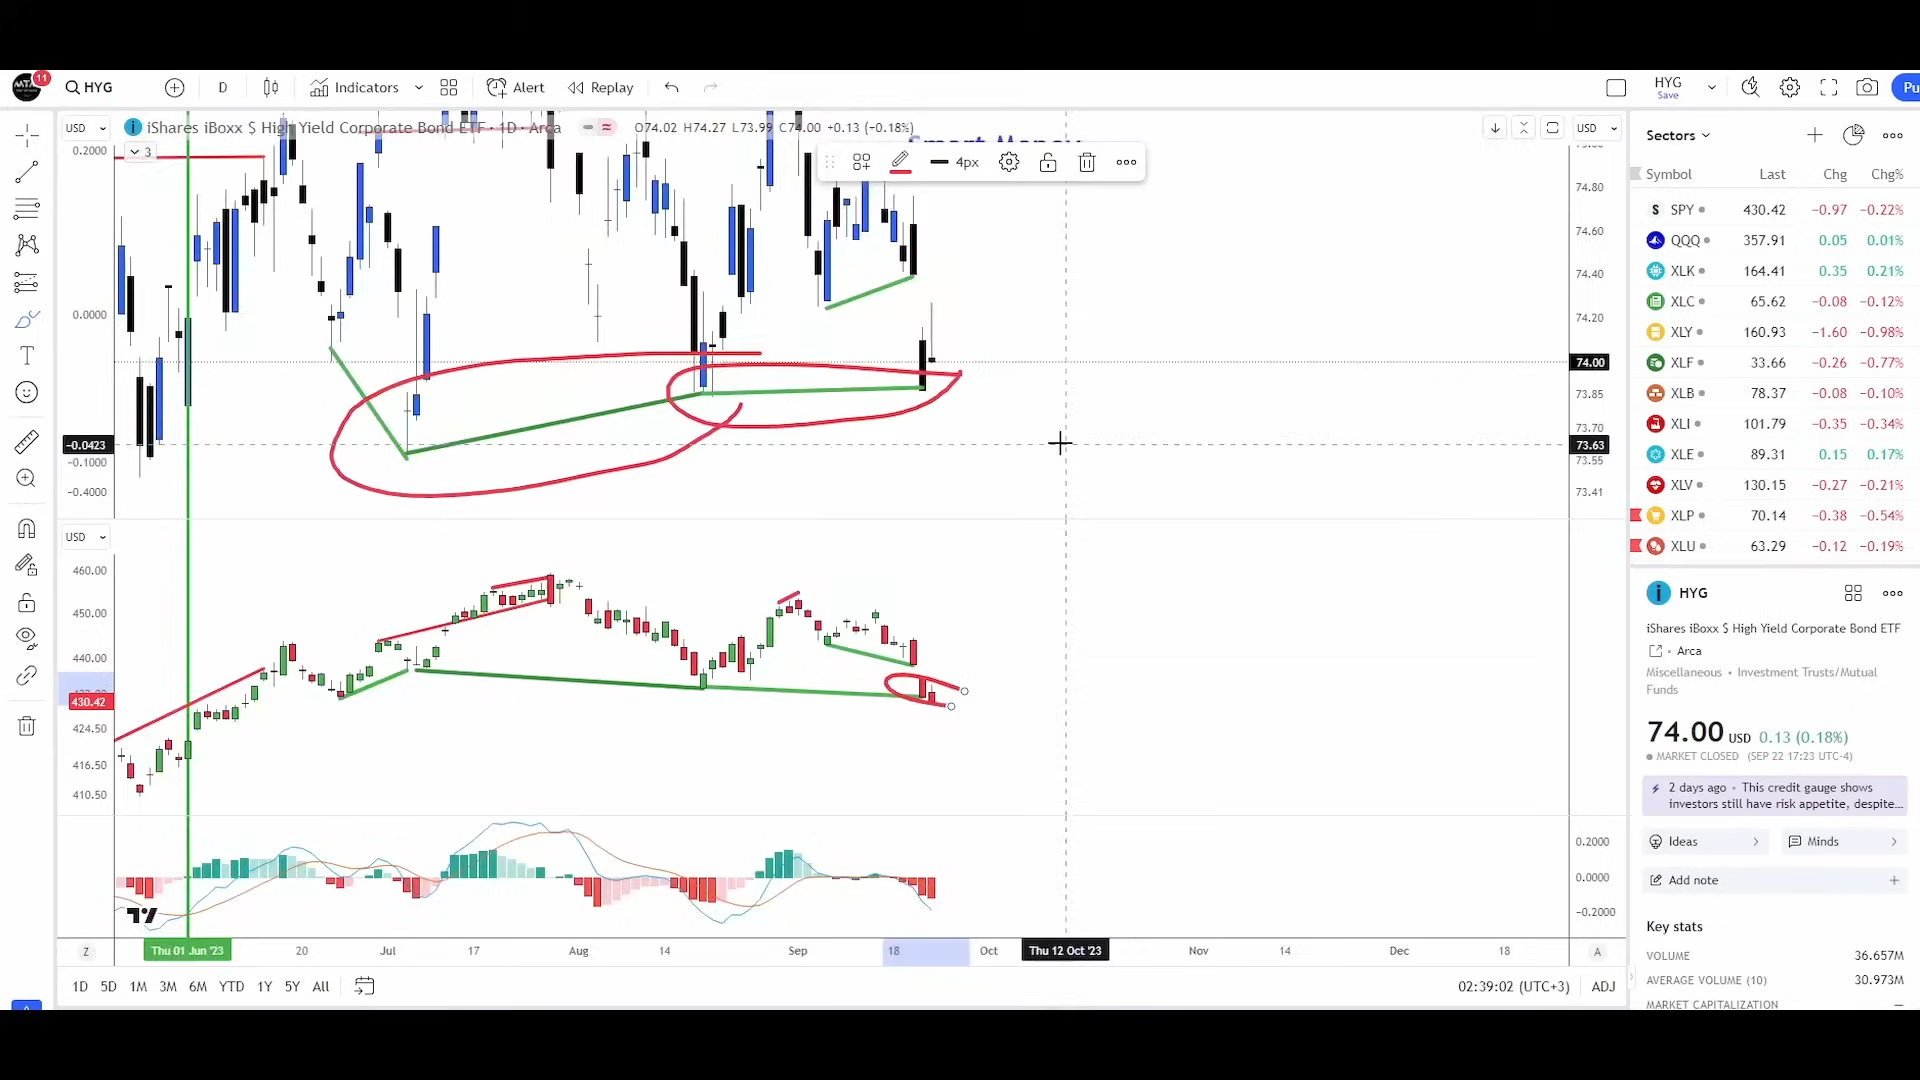 11
HYG
D
Indicators
Alert
Replay
HYG
Save
Pu
USD
iShares iBoxx $ High Yield Corporate Bond ETF · 1D · Arca
O74.02 H74.27 L73.99 C74.00 +0.13 (+0.18%)
USD
3
Smart Money
4px
0.2000
0.0000
-0.0423
-0.1000
-0.4000
74.80
74.60
74.40
74.20
74.00
73.85
73.70
73.63
73.55
73.41
USD
460.00
450.00
440.00
430.42
424.50
416.50
410.50
0.2000
0.0000
-0.2000
Z
Thu 01 Jun '23
20
Jul
17
Aug
14
Sep
18
Oct
Thu 12 Oct '23
Nov
14
Dec
18
A
1D 5D 1M 3M 6M YTD 1Y 5Y All
02:39:02 (UTC+3) ADJ
Sectors
Symbol Last Chg Chg%
S SPY 430.42 −0.97 −0.22%
QQQ 357.91 0.05 0.01%
XLK 164.41 0.35 0.21%
XLC 65.62 −0.08 −0.12%
XLY 160.93 −1.60 −0.98%
XLF 33.66 −0.26 −0.77%
XLB 78.37 −0.08 −0.10%
XLI 101.79 −0.35 −0.34%
XLE 89.31 0.15 0.17%
XLV 130.15 −0.27 −0.21%
XLP 70.14 −0.38 −0.54%
XLU 63.29 −0.12 −0.19%
HYG
iShares iBoxx $ High Yield Corporate Bond ETF
Arca
Miscellaneous • Investment Trusts/Mutual
Funds
74.00 USD 0.13 (0.18%)
MARKET CLOSED (SEP 22 17:23 UTC-4)
2 days ago • This credit gauge shows
investors still have risk appetite, despite...
Ideas
Minds
Add note
Key stats
VOLUME 36.657M
AVERAGE VOLUME (10) 30.973M
MARKET CAPITALIZATION —